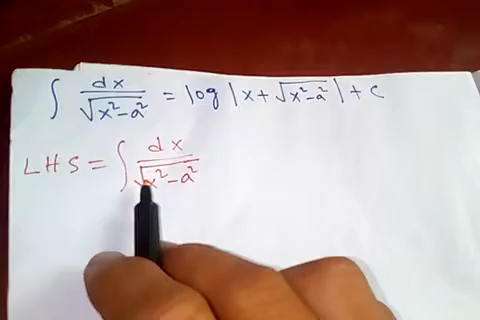 ∫ dx / √(x² - a²) = log |x + √(x² - a²)| + c
LHS = ∫ dx / √(x² - a²)